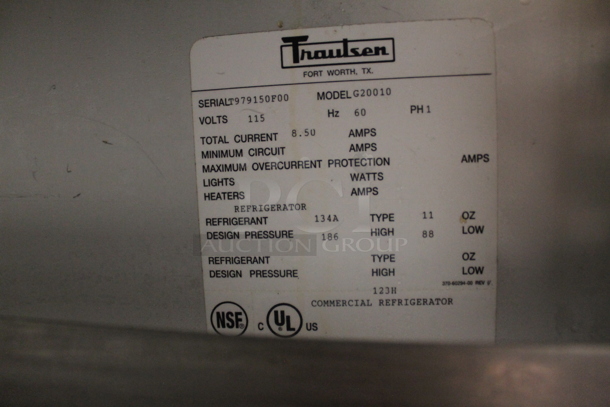 Traulsen
FORT WORTH, TX.
SERIAL T979150F00 MODEL G20010
VOLTS 115 Hz 60 PH 1
TOTAL CURRENT 8.50 AMPS
MINIMUM CIRCUIT AMPS
MAXIMUM OVERCURRENT PROTECTION AMPS
LIGHTS WATTS
HEATERS AMPS
REFRIGERATOR
REFRIGERANT 134A TYPE 11 OZ
DESIGN PRESSURE 186 HIGH 88 LOW
AUCTION GROUP
REFRIGERANT TYPE OZ
DESIGN PRESSURE HIGH LOW
123H
COMMERCIAL REFRIGERATOR
NSF C UL US